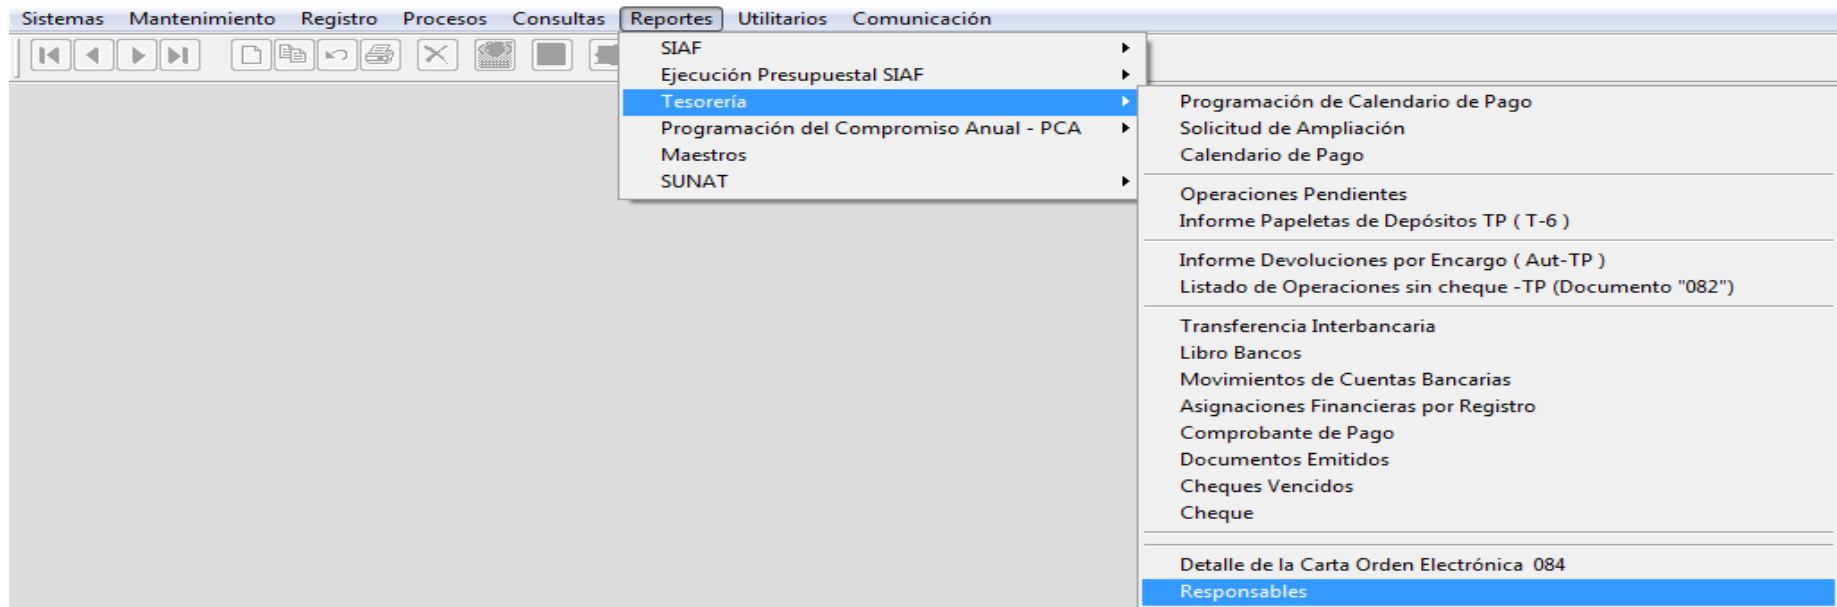 Sistemas Mantenimiento Registro Procesos Consultas Reportes Utilitarios Comunicación
SIAF
Ejecución Presupuestal SIAF
Tesorería
Programación del Compromiso Anual - PCA
Maestros
SUNAT
Programación de Calendario de Pago
Solicitud de Ampliación
Calendario de Pago
Operaciones Pendientes
Informe Papeletas de Depósitos TP ( T-6 )
Informe Devoluciones por Encargo ( Aut-TP )
Listado de Operaciones sin cheque -TP (Documento "082")
Transferencia Interbancaria
Libro Bancos
Movimientos de Cuentas Bancarias
Asignaciones Financieras por Registro
Comprobante de Pago
Documentos Emitidos
Cheques Vencidos
Cheque
Detalle de la Carta Orden Electrónica 084
Responsables